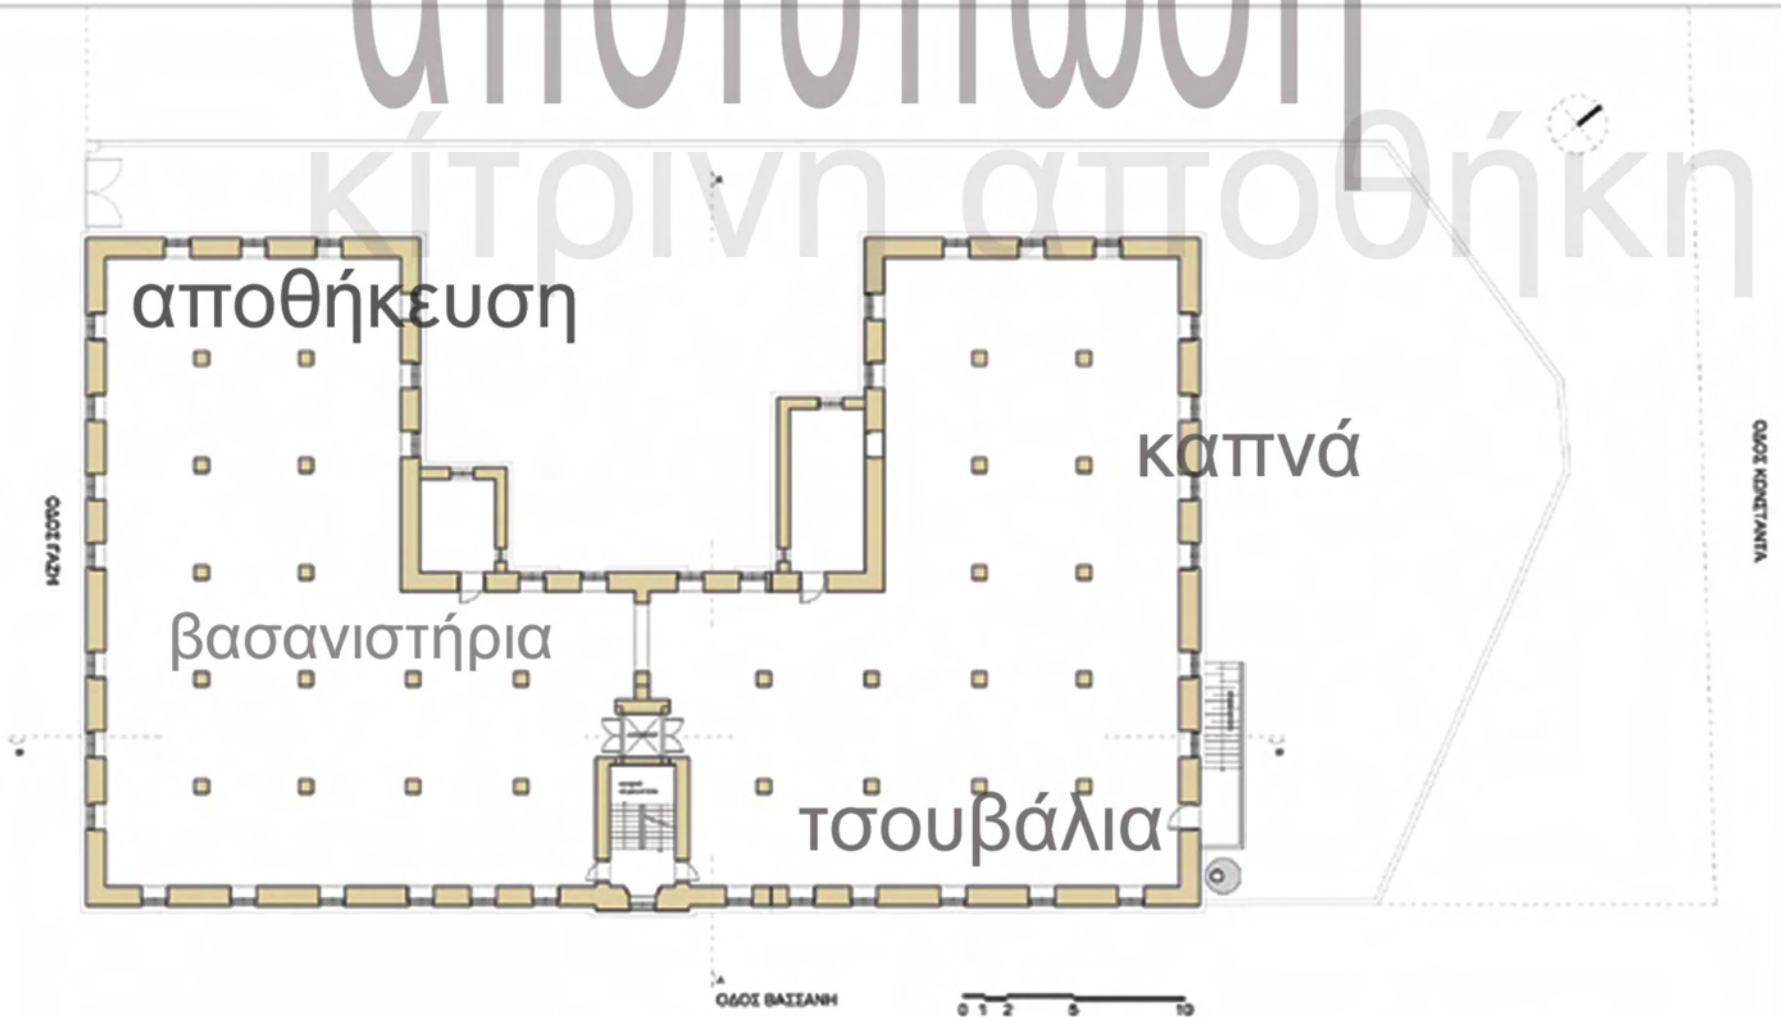 αποτύπωση
κίτρινη αποθήκη
αποθήκευση
καπνά
ΟΔΟΣ ΓΑΖΗ
ΟΔΟΣ ΚΩΝΣΤΑΝΤΑ
βασανιστήρια
τσουβάλια
ΟΔΟΣ ΒΑΣΣΑΝΗ
0 1 2 5 10